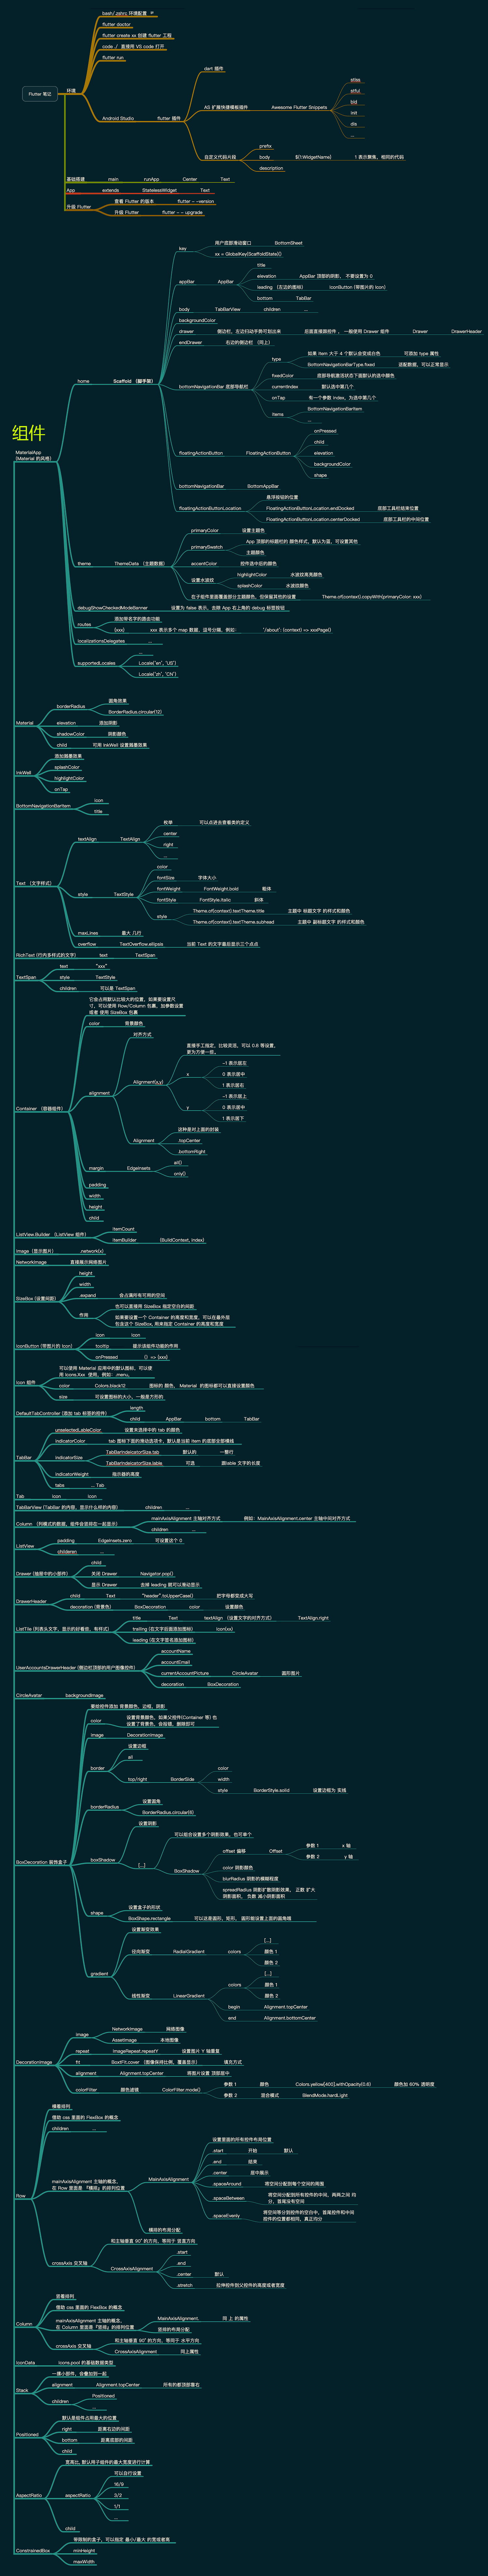 Flutter 笔记
环境
bash/.zshrc 环境配置
flutter doctor
flutter create xx 创建 flutter 工程
code ./ 直接用 VS code 打开
flutter run
Android Studio
flutter 插件
dart 插件
AS 扩展快捷模板插件
Awesome Flutter Snippets
stless
stful
bld
init
dis
...
自定义代码片段
prefix
body
${1:WidgetName}
1 表示聚焦，相同的代码
description
基础搭建
main
runApp
Center
Text
App
extends
StatelessWidget
Text
升级 Flutter
查看 Flutter 的版本
flutter --version
升级 Flutter
flutter -- upgrade
组件
MaterialApp
(Material 的风格)
home
Scaffold （脚手架）
key
用户底部滑动窗口
BottomSheet
xx = GlobalKey(ScaffoldState)()
appBar
AppBar
title
elevation
AppBar 顶部的阴影， 不要设置为 0
leading （左边的图标）
IconButton (带图片的 Icon)
bottom
TabBar
body
TabBarView
children
...
backgroundColor
drawer
侧边栏，左边扫动手势可划出来
后面直接跟控件 ，一般使用 Drawer 组件
Drawer
DrawerHeader
endDrawer
右边的侧边栏 （同上）
bottomNavigationBar 底部导航栏
type
如果 Item 大于 4 个默认会变成白色
可添加 type 属性
BottomNavigationBarType.fixed
适配数据，可以正常显示
fixedColor
底部导航激活状态下面默认的选中颜色
currentIndex
默认选中第几个
onTap
有一个参数 index，为选中第几个
items
BottomNavigationBarItem
...
floatingActionButton
FloatingActionButton
onPressed
child
elevation
backgroundColor
shape
bottomNavigationBar
BottomAppBar
floatingActionButtonLocation
悬浮按钮的位置
FloatingActionButtonLocation.endDocked
底部工具栏结束位置
FloatingActionButtonLocation.centerDocked
底部工具栏的中间位置
theme
ThemeData （主题数据）
primaryColor
设置主题色
primarySwatch
App 顶部的标题栏的 颜色样式，默认为蓝，可设置其他
主题颜色
accentColor
控件选中后的颜色
设置水波纹
highlightColor
水波纹高亮颜色
splashColor
水波纹颜色
在子组件里面覆盖部分主题颜色，但保留其他的设置
Theme.of(context).copyWith(primaryColor: xxx)
debugShowCheckedModeBanner
设置为 false 表示，去除 App 右上角的 debug 标签按钮
routes
添加带名字的路由功能
{xxx}
xxx 表示多个 map 数据，逗号分隔，例如：
'/about': (context) => xxxPage()
localizationsDelegates
...
supportedLocales
...
Locale('en', 'US')
Locale('zh', 'CN')
Material
borderRadius
圆角效果
BorderRadius.circular(12)
elevation
添加阴影
shadowColor
阴影颜色
child
可用 InkWell 设置溅墨效果
InkWell
添加溅墨效果
splashColor
highlightColor
onTap
BottomNavigationBarItem
icon
title
Text （文字样式）
textAlign
TextAlign
枚举
可以点进去查看类的定义
center
right
...
style
TextStyle
color
fontSize
字体大小
fontWeight
FontWeight.bold
粗体
fontStyle
FontStyle.italic
斜体
style
Theme.of(context).textTheme.title
主题中 标题文字 的样式和颜色
Theme.of(context).textTheme.subhead
主题中 副标题文字 的样式和颜色
maxLines
最大 几行
overflow
TextOverflow.ellipsis
当前 Text 的文字最后显示三个点点
RichText (行内多样式的文字)
text
TextSpan
TextSpan
text
"xxx"
style
TextStyle
children
可以是 TextSpan
Container （容器组件）
它会占用默认比较大的位置，如果要设置尺
寸，可以使用 Row/Column 包裹，加参数设置
或者 使用 SizeBox 包裹
color
背景颜色
alignment
对齐方式
Alignment(x,y)
直接手工指定，比较灵活，可以 0.8 等设置，
更为方便一些。
x
-1 表示居左
0 表示居中
1 表示居右
y
-1 表示居上
0 表示居中
1 表示居下
Alignment
这种是对上面的封装
.topCenter
.bottomRight
margin
EdgeInsets
all()
only()
padding
width
height
child
ListView.Builder （ListView 组件）
itemCount
itemBuilder
(BuildContext, index)
Image（显示图片）
.network(x)
NetworkImage
直接展示网络图片
SizeBox (设置间距)
height
width
.expand
会占满所有可用的空间
作用
也可以直接用 SizeBox 指定空白的间距
如果要设置一个 Container 的高度和宽度，可以在最外层
包含这个 SizeBox, 用来指定 Container 的高度和宽度
IconButton (带图片的 Icon)
icon
Icon
tooltip
提示该组件功能的作用
onPressed
() => {xxx}
Icon 组件
可以使用 Material 应用中的默认图标，可以使
用 Icons.Xxx 使用，例如：.menu,
color
Colors.black12
图标的 颜色， Material 的图标都可以直接设置颜色
size
可设置图标的大小，一般是方形的
DefaultTabController (添加 tab 标签的控件)
length
child
AppBar
bottom
TabBar
TabBar
unselectedLableColor
设置未选择中的 tab 的颜色
indicatorColor
tab 图标下面的滑动选项卡，默认是当前 item 的底部全部横线
indicatorSize
TabBarIndeicatorSize.tab
默认的
一整行
TabBarIndeicatorSize.lable
可选
跟lable 文字的长度
indicatorWeight
指示器的高度
tabs
... Tab
Tab
icon
Icon
TabBarView (TabBar 的内容，显示什么样的内容)
children
...
Column （列模式的数据，组件会竖排在一起显示）
mainAxisAlignment 主轴对齐方式
例如：MainAxisAlignment.center 主轴中间对齐方式
children
...
ListView
padding
EdgeInsets.zero
可设置这个 0
childeren
...
Drawer (抽屉中的小部件)
child
关闭 Drawer
Navigator.pop()
显示 Drawer
去掉 leading 就可以滑动显示
DrawerHeader
child
Text
"header".toUpperCase()
把字母都变成大写
decoration (背景色)
BoxDecoration
color
设置颜色
ListTile (列表头文字，显示的好看些，有样式)
title
Text
textAlign （设置文字的对齐方式）
TextAlign.right
trailing (在文字后面添加图标)
Icon(xx)
leading (在文字签名添加图标)
UserAccountsDrawerHeader (侧边栏顶部的用户图像控件)
accountName
accountEmail
currentAccountPicture
CircleAvatar
圆形图片
decoration
BoxDecoration
CircleAvatar
backgroundImage
BoxDecoration 装饰盒子
要给控件添加 背景颜色，边框，阴影
color
设置背景颜色，如果父控件(Container 等) 也
设置了背景色，会报错，删除即可
image
DecorationImage
border
设置边框
all
top/right
BorderSide
color
width
style
BorderStyle.solid
设置边框为 实线
borderRadius
设置圆角
BorderRadius.circular(8)
boxShadow
设置阴影
[...]
可以组合设置多个阴影效果，也可单个
BoxShadow
offset 偏移
Offset
参数 1
x 轴
参数 2
y 轴
color 阴影颜色
blurRadius 阴影的模糊程度
spreadRadius 阴影扩散阴影效果， 正数 扩大
阴影面积， 负数 减小阴影面积
shape
设置盒子的形状
BoxShape.rectangle
可以这是圆形，矩形， 圆形能设置上面的圆角哦
gradient
设置渐变效果
径向渐变
RadialGradient
colors
[...]
颜色 1
颜色 2
线性渐变
LinearGradient
colors
[...]
颜色 1
颜色 2
begin
Alignment.topCenter
end
Alignment.bottomCenter
DecorationImage
image
NetworkImage
网络图像
AssetImage
本地图像
repeat
ImageRepeat.repeatY
设置图片 Y 轴重复
fit
BoxFit.cover （图像保持比例，覆盖显示）
填充方式
alignment
Alignment.topCenter
将图片设置 顶部居中
colorFilter
颜色滤镜
ColorFilter.mode()
参数 1
颜色
Colors.yellow[400].withOpacity(0.6)
颜色加 60% 透明度
参数 2
混合模式
BlendMode.hardLight
Row
横着排列
借助 css 里面的 FlexBox 的概念
children
...
mainAxisAlignment 主轴的概念，
在 Row 里面是 『横排』的排列位置
MainAxisAlignment
设置里面的所有控件布局位置
.start
开始
默认
.end
结束
.center
居中展示
.spaceAround
将空间分配到每个空间的周围
.spaceBetween
将空间分配到所有控件的中间，两两之间 均
分，首尾没有空间
.spaceEvenly
将空间等分到控件的空白中，首尾控件和中间
控件的位置都相同，真正均分
横排的布局分配
crossAxis 交叉轴
和主轴垂直 90° 的方向，等同于 竖直方向
CrossAxisAlignment
.start
.end
.center
默认
.stretch
拉伸控件到父控件的高度或者宽度
Column
竖着排列
借助 css 里面的 FlexBox 的概念
mainAxisAlignment 主轴的概念，
在 Column 里面是『竖排』的排列位置
MainAxisAlignment.
同 上 的属性
竖排的布局分配
crossAxis 交叉轴
和主轴垂直 90° 的方向，等同于 水平方向
CrossAxisAlignment
同上属性
IconData
Icons.pool 的基础数据类型
Stack
一摞小部件，会叠加到一起
alignment
Alignment.topCenter
所有的都顶部靠右
children
Positioned
...
Positioned
默认是组件占用最大的位置
right
距离右边的间距
bottom
距离底部的间距
child
AspectRatio
宽高比, 默认用子组件的最大宽度进行计算
aspectRatio
可以自行设置
16/9
3/2
1/1
...
child
ConstrainedBox
带限制的盒子，可以指定 最小/最大 的宽或者高
minHeight
maxWidth